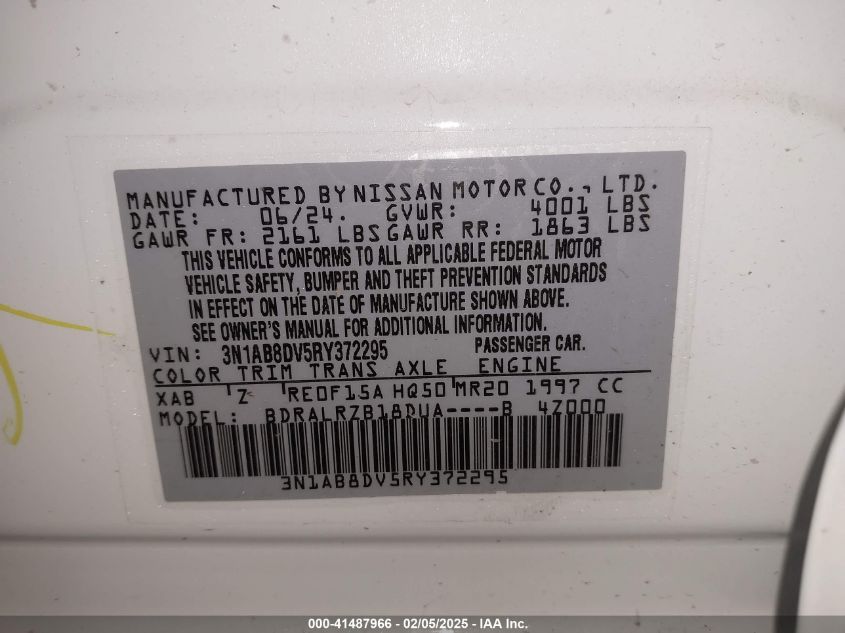 MANUFACTURED BY NISSAN MOTOR CO., LTD.
DATE: 06/24. GVWR: 4001 LBS
GAWR FR: 2161 LBS GAWR RR: 1863 LBS
THIS VEHICLE CONFORMS TO ALL APPLICABLE FEDERAL MOTOR
VEHICLE SAFETY, BUMPER AND THEFT PREVENTION STANDARDS
IN EFFECT ON THE DATE OF MANUFACTURE SHOWN ABOVE.
SEE OWNER'S MANUAL FOR ADDITIONAL INFORMATION.
VIN: 3N1AB8DV5RY372295 PASSENGER CAR.
COLOR TRIM TRANS AXLE ENGINE
XAB Z RE0F15A HQ50 MR20 1997 CC
MODEL: BDRALRZB18DUA----B 4Z000
3N1AB8DV5RY372295
000-41487966 - 02/05/2025 - IAA Inc.